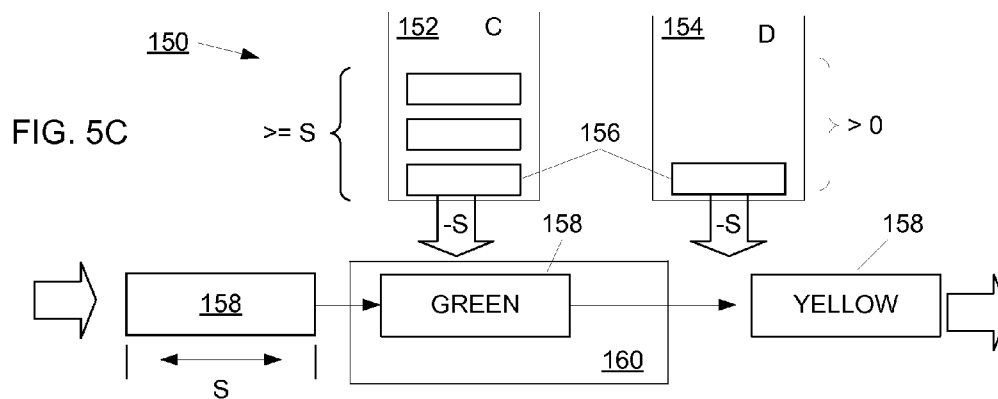 152 C
154 D
150
FIG. 5C
>= S
156
> 0
-S
-S
158
158
158
GREEN
YELLOW
160
S